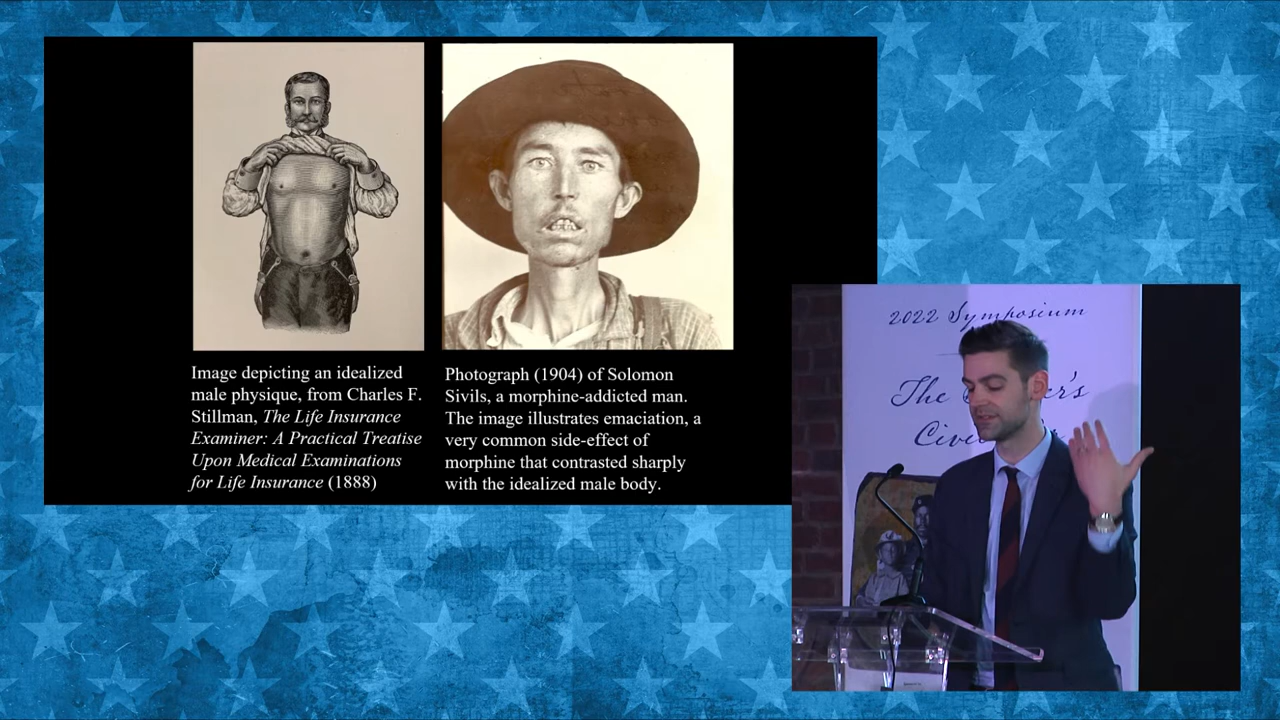 Image depicting an idealized
male physique, from Charles F.
Stillman, The Life Insurance
Examiner: A Practical Treatise
Upon Medical Examinations
for Life Insurance (1888)
Photograph (1904) of Solomon
Sivils, a morphine-addicted man.
The image illustrates emaciation, a
very common side-effect of
morphine that contrasted sharply
with the idealized male body.
2022 Symposium
The